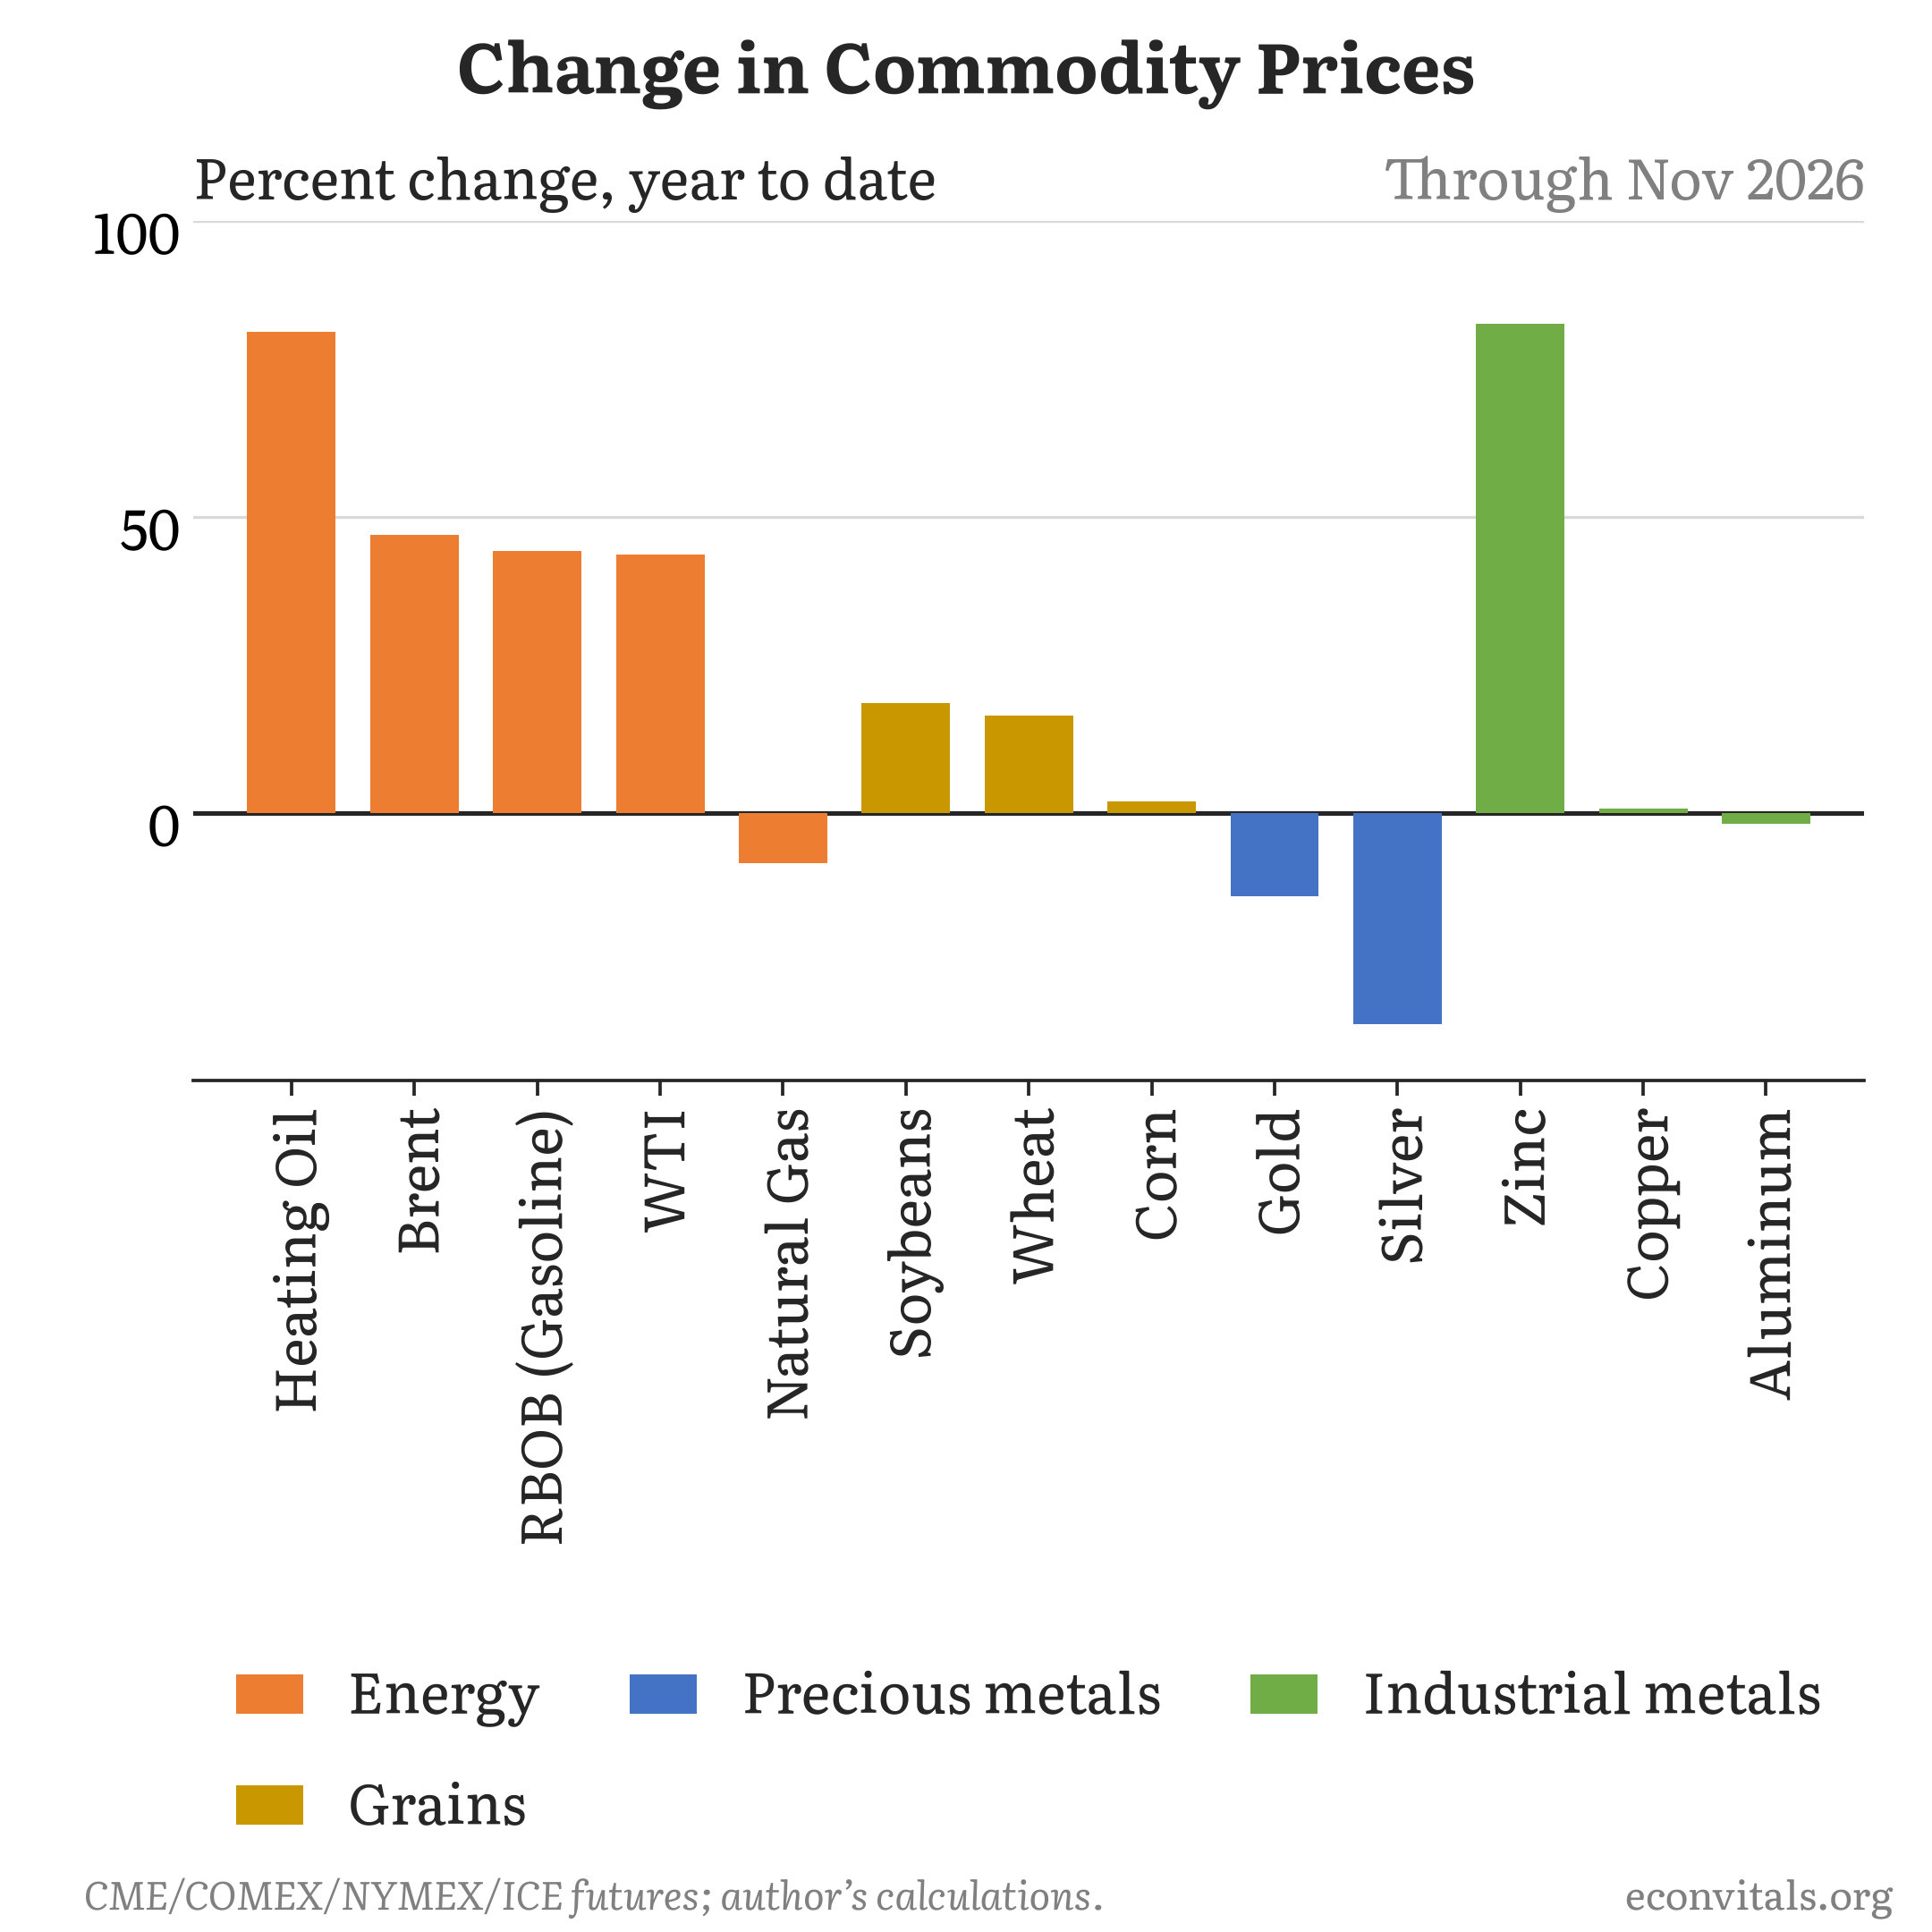 Change in Commodity Prices
Percent change, year to date
Through Nov 2026
100
50
0
Heating Oil
Brent
RBOB (Gasoline)
WTI
Natural Gas
Soybeans
Wheat
Corn
Gold
Silver
Zinc
Copper
Aluminum
Energy
Precious metals
Industrial metals
Grains
CME/COMEX/NYMEX/ICE futures; author’s calculations.
econvitals.org